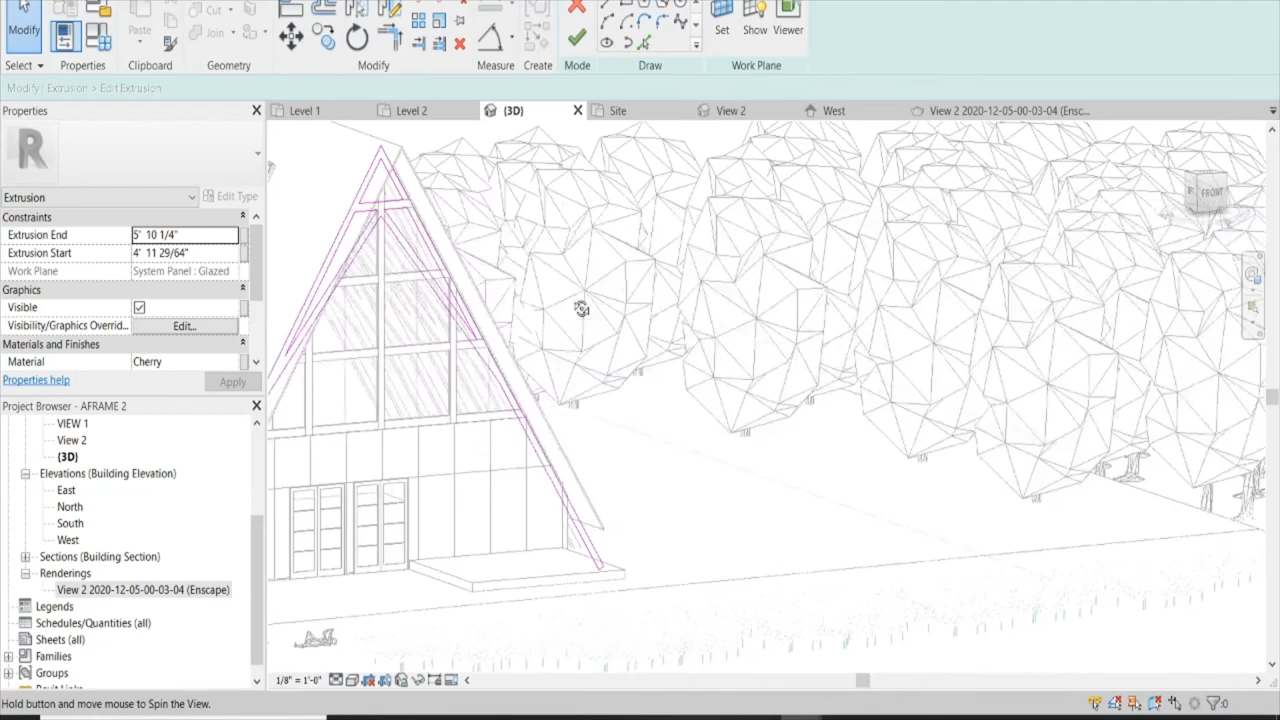 Cut
Join
Modify
Paste
Set
Show
Viewer
Select
Properties
Clipboard
Geometry
Modify
Measure
Create
Mode
Draw
Work Plane
Modify | Extrusion > Edit Extrusion
Properties
Level 1
Level 2
{3D}
Site
View 2
West
View 2 2020-12-05-00-03-04 (Ensc...
R
FRONT
Extrusion
Edit Type
Constraints
Extrusion End
5' 10 1/4"
Extrusion Start
4' 11 29/64"
Work Plane
System Panel : Glazed
Graphics
Visible
Visibility/Graphics Overrid...
Edit...
Materials and Finishes
Material
Cherry
Properties help
Apply
Project Browser - AFRAME 2
VIEW 1
View 2
{3D}
Elevations (Building Elevation)
East
North
South
West
Sections (Building Section)
Renderings
View 2 2020-12-05-00-03-04 (Enscape)
Legends
Schedules/Quantities (all)
Sheets (all)
Families
Groups
1/8" = 1'-0"
Hold button and move mouse to Spin the View.
:0